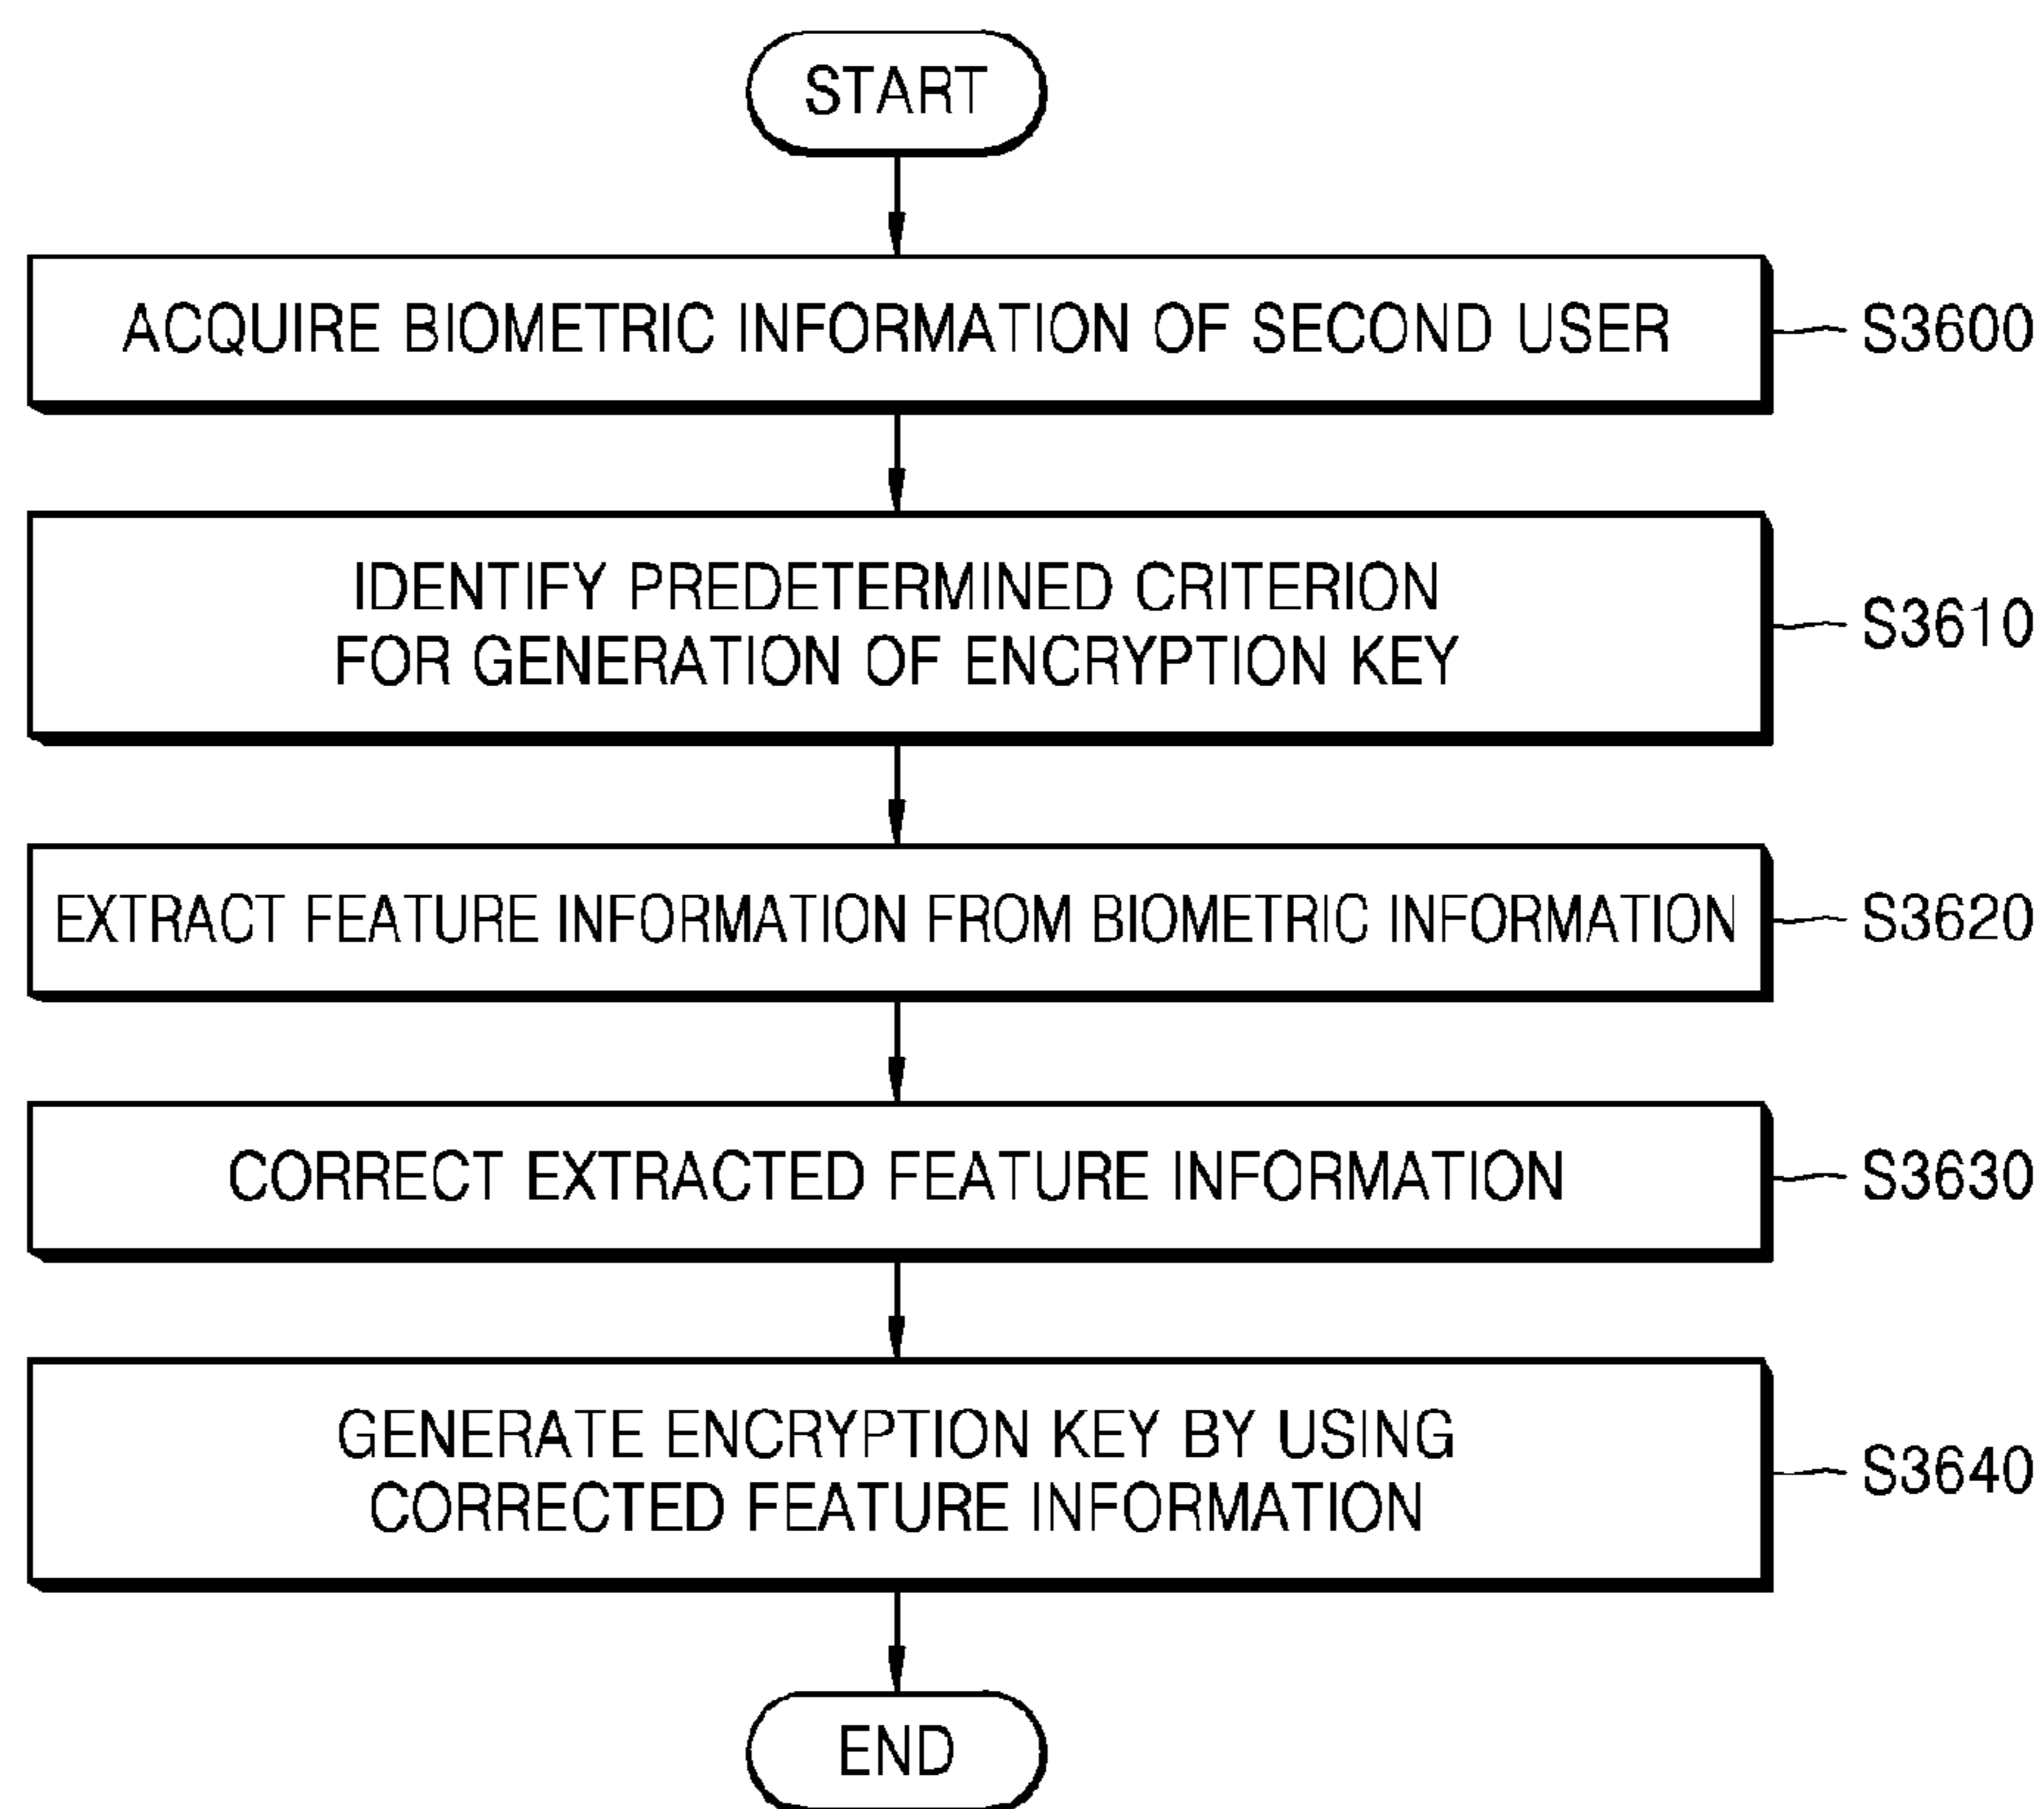 START
ACQUIRE BIOMETRIC INFORMATION OF SECOND USER
S3600
IDENTIFY PREDETERMINED CRITERION
FOR GENERATION OF ENCRYPTION KEY
S3610
EXTRACT FEATURE INFORMATION FROM BIOMETRIC INFORMATION
S3620
CORRECT EXTRACTED FEATURE INFORMATION
S3630
GENERATE ENCRYPTION KEY BY USING
CORRECTED FEATURE INFORMATION
S3640
END